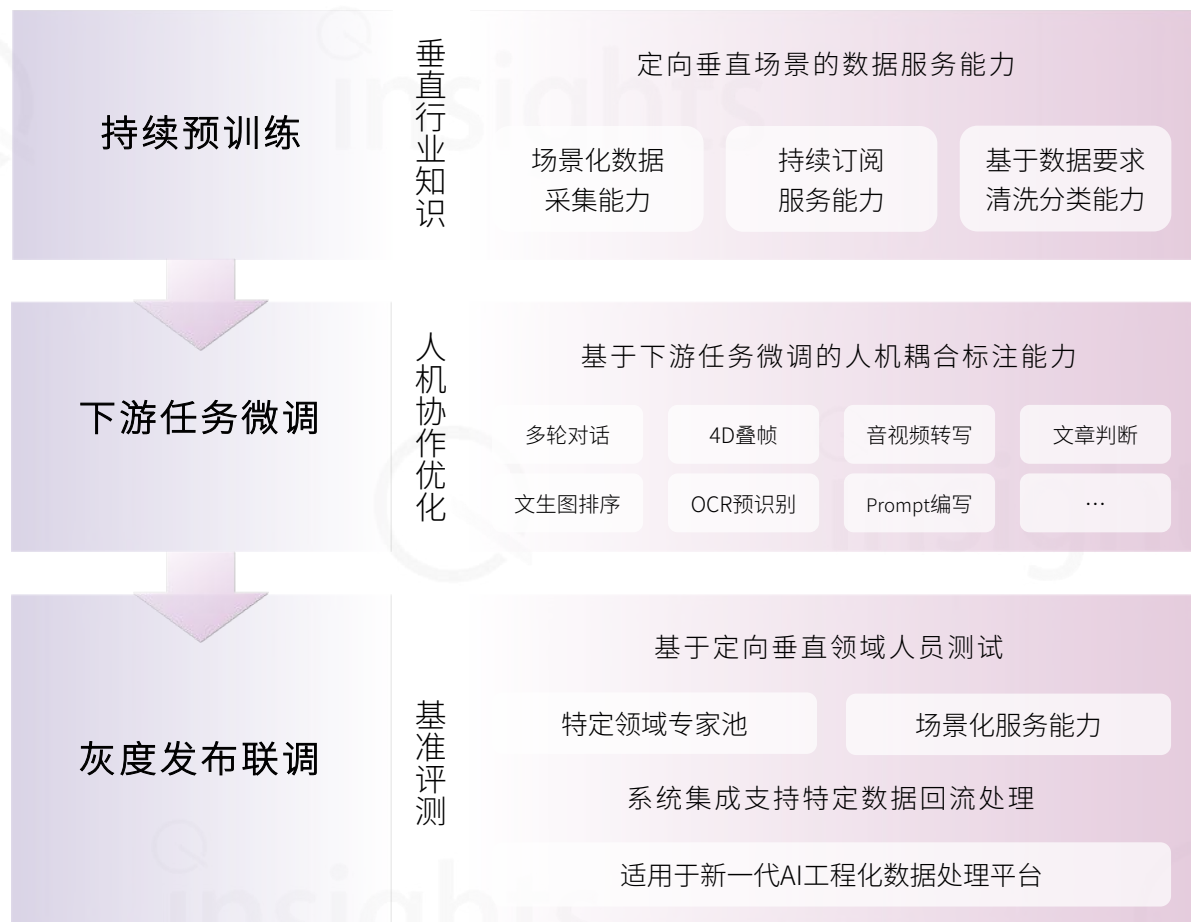 持续预训练
垂直行业知识
定向垂直场景的数据服务能力
场景化数据
采集能力
持续订阅
服务能力
基于数据要求
清洗分类能力
下游任务微调
人机协作优化
基于下游任务微调的人机耦合标注能力
多轮对话
4D叠帧
音视频转写
文章判断
文生图排序
OCR预识别
Prompt编写
…
灰度发布联调
基准评测
基于定向垂直领域人员测试
特定领域专家池
场景化服务能力
系统集成支持特定数据回流处理
适用于新一代AI工程化数据处理平台
insights
insigh
insights